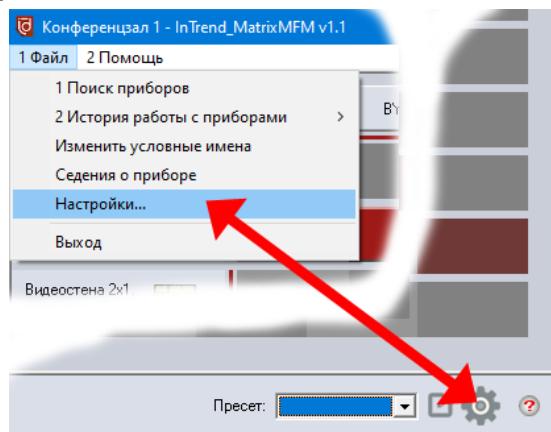 Конференцзал 1 - InTrend_MatrixMFM v1.1
1 Файл 2 Помощь
1 Поиск приборов
2 История работы с приборами
BY
Изменить условные имена
Седения о приборе
Настройки...
Выход
Видеостена 2x1
Пресет:
?